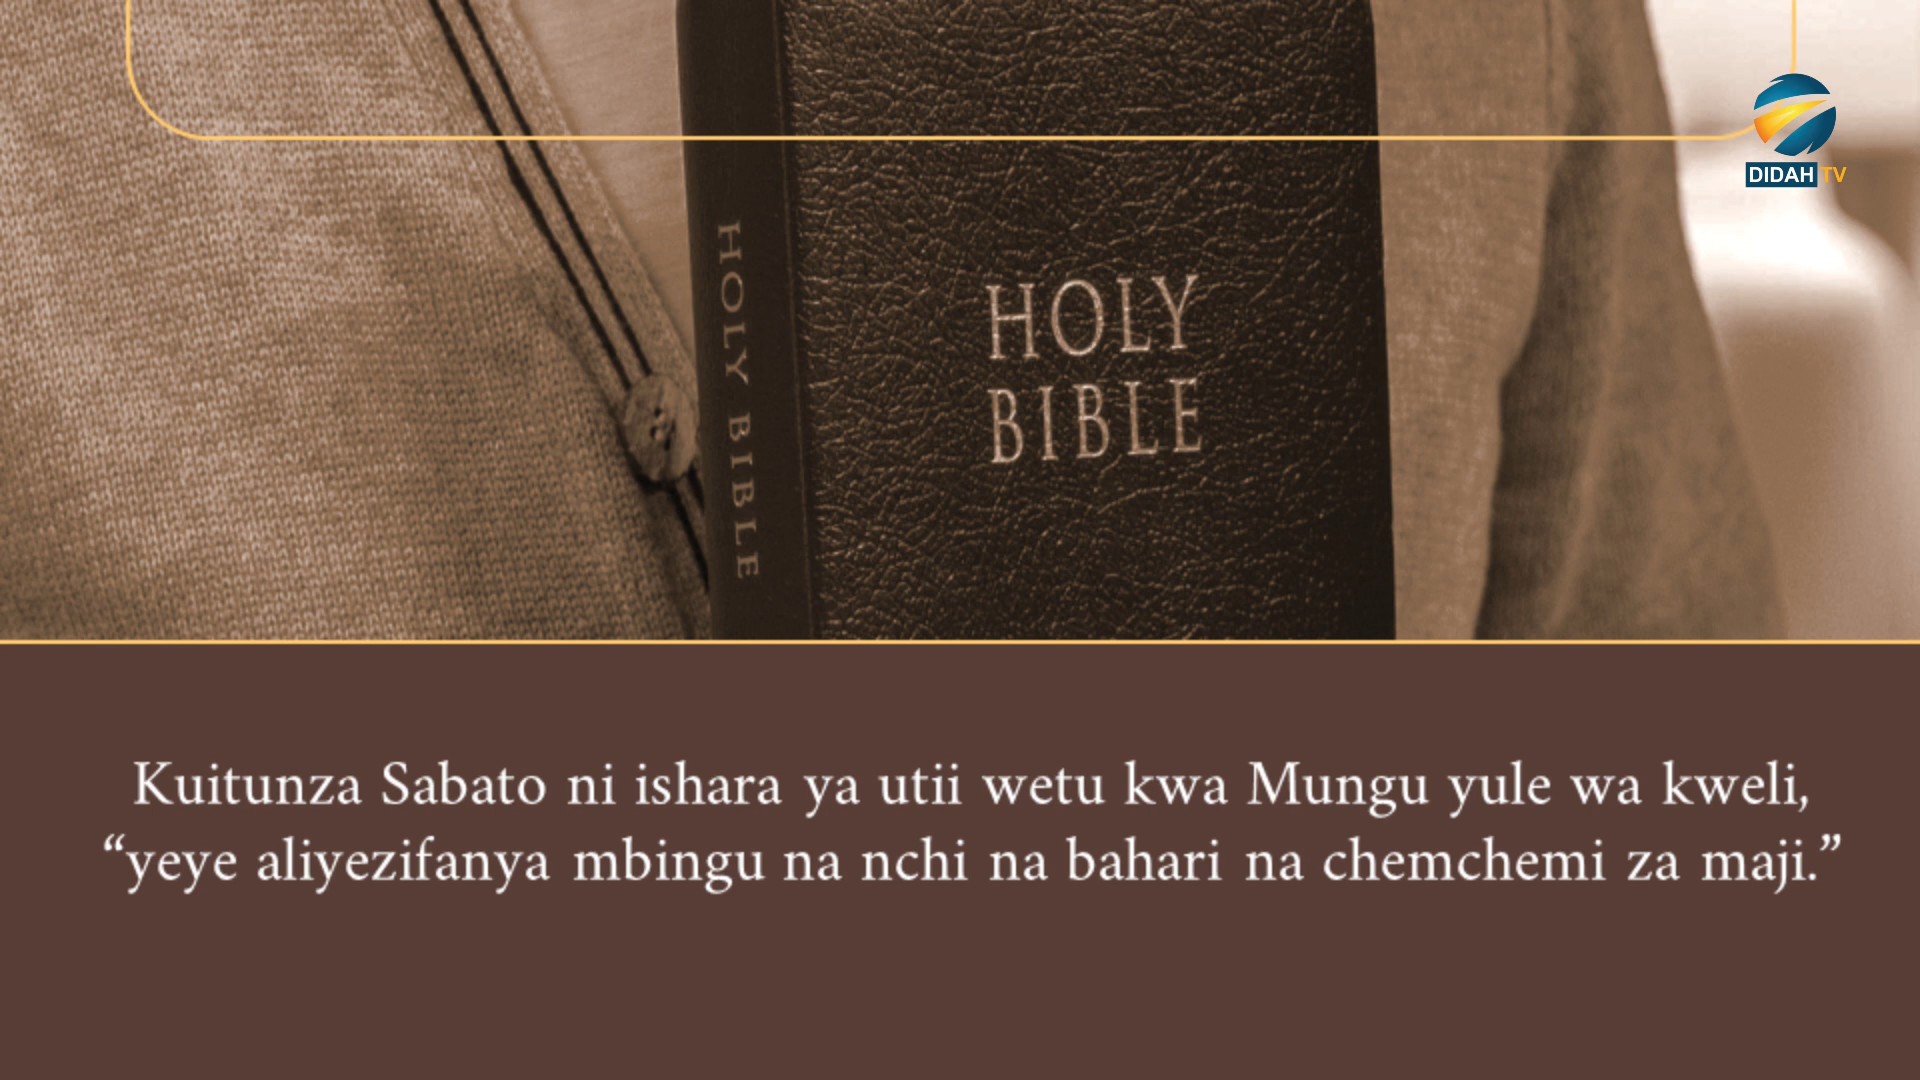 DIDAH TV
HOLY BIBLE
HOLY
BIBLE
Kuitunza Sabato ni ishara ya utii wetu kwa Mungu yule wa kweli,
“yeye aliyezifanya mbingu na nchi na bahari na chemchemi za maji.”